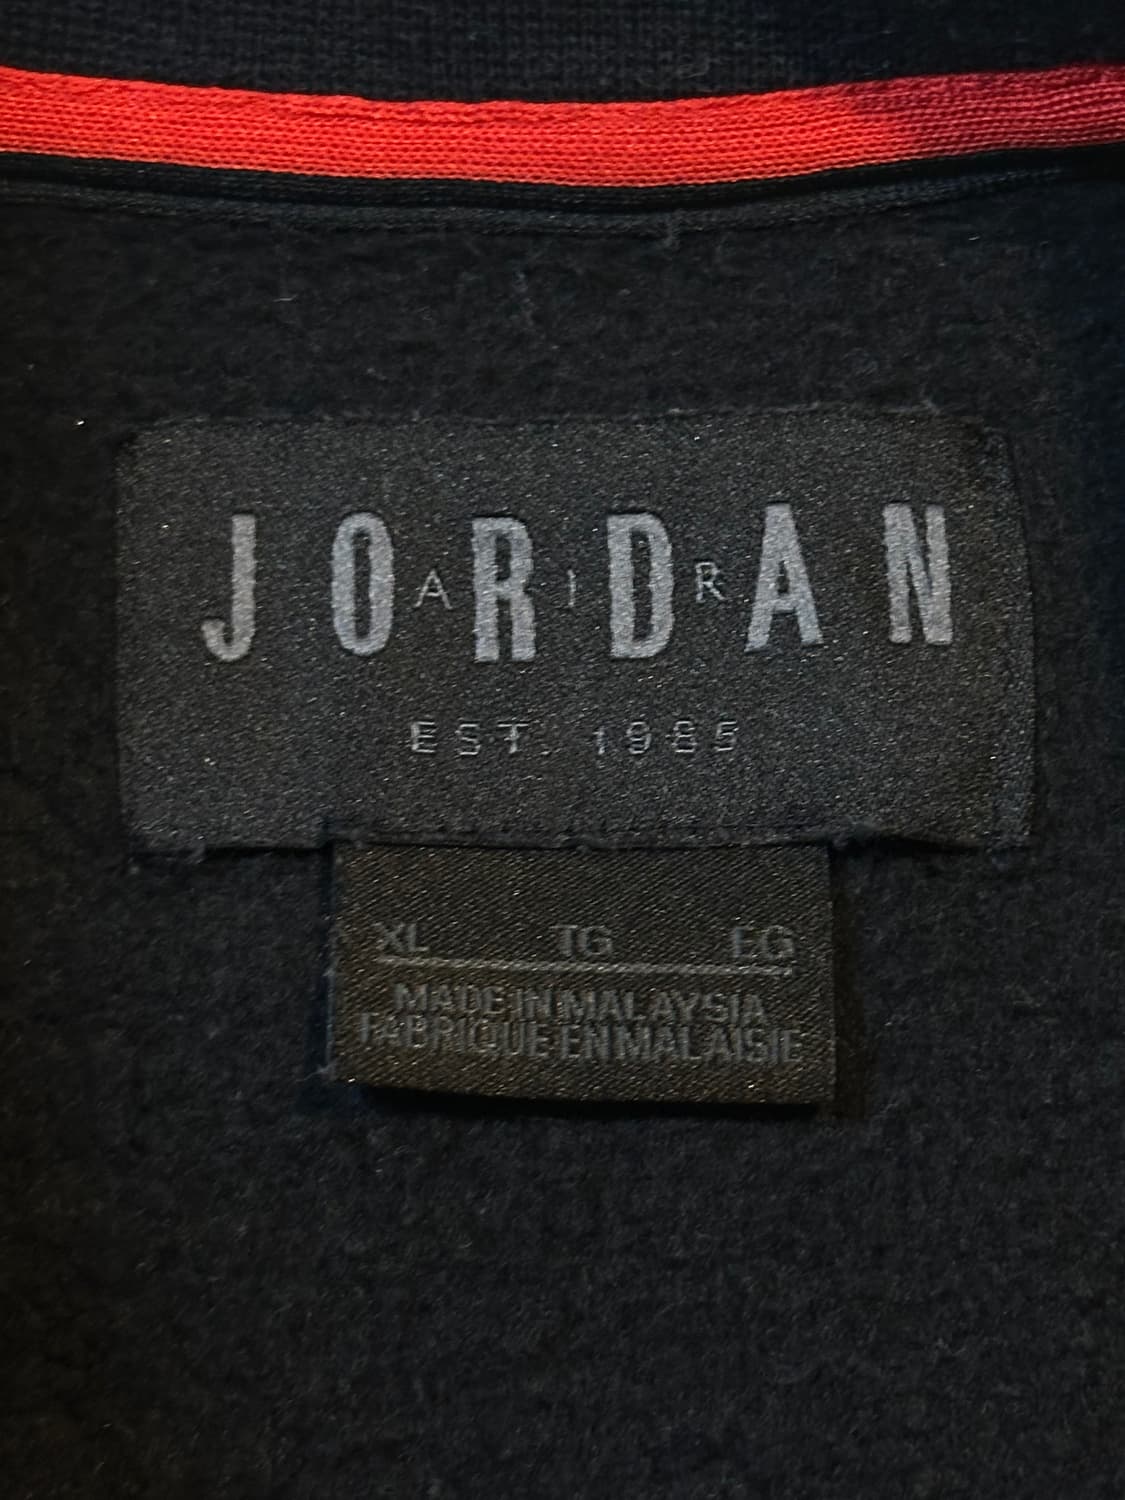 JORDAN
AIR
EST. 1985
XL TG EG
MADE IN MALAYSIA
FABRIQUE EN MALAISIE